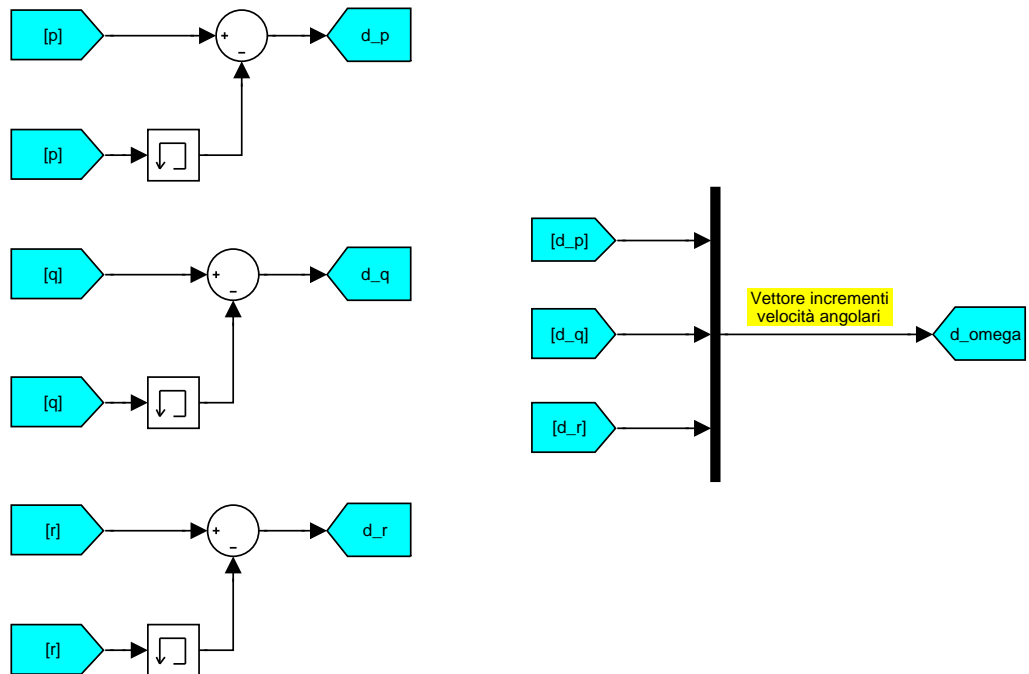 [p]
d_p
[p]
[q]
d_q
[q]
[r]
d_r
[r]
[d_p]
[d_q]
[d_r]
Vettore incrementi
velocità angolari
d_omega